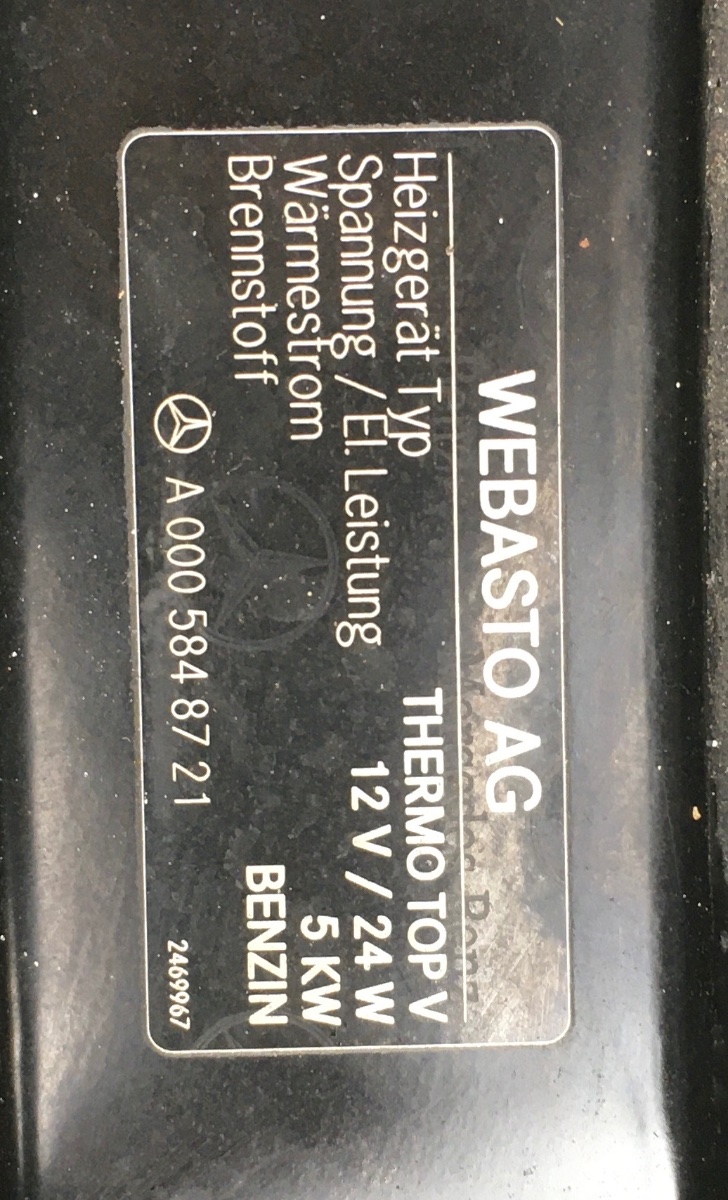 WEBASTO AG
Heizgerät Typ THERMO TOP V
Spannung / El. Leistung 12 V / 24 W
Wärmestrom 5 KW
Brennstoff BENZIN
A 000 584 87 21
2469967